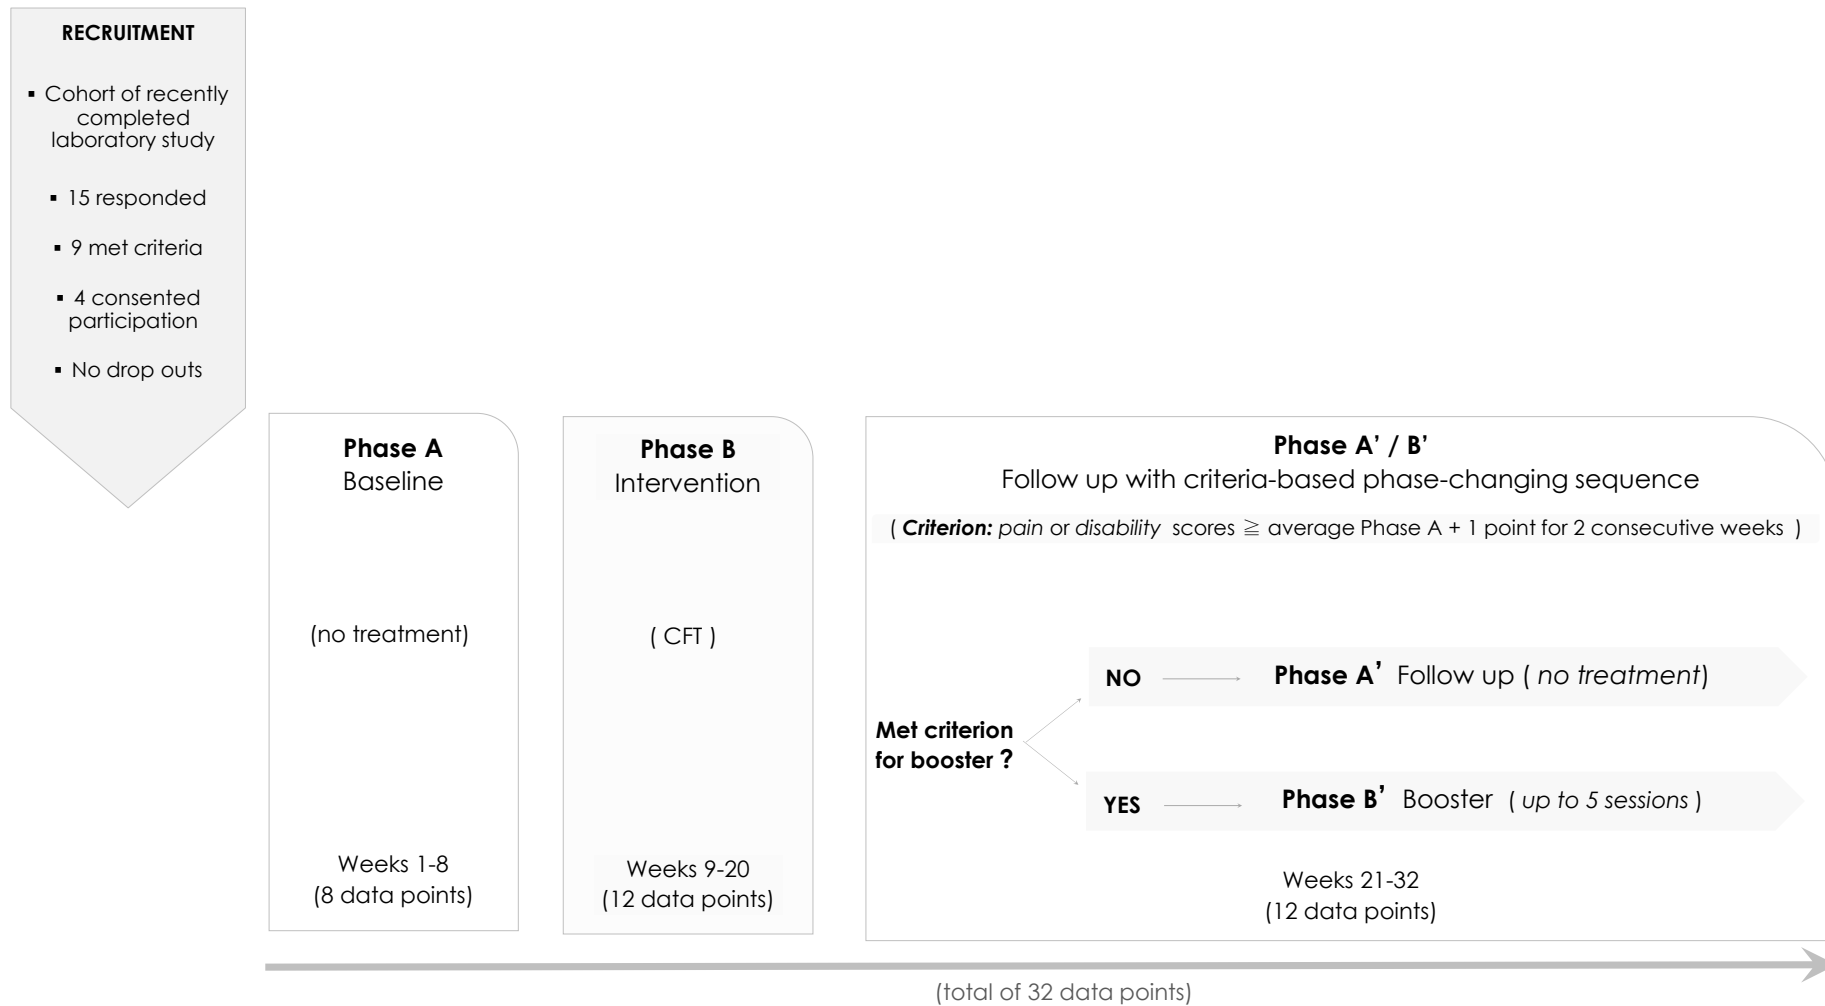 RECRUITMENT
▪ Cohort of recently
completed
laboratory study
▪ 15 responded
▪ 9 met criteria
▪ 4 consented
participation
▪ No drop outs
Phase A
Baseline
(no treatment)
Weeks 1-8
(8 data points)
Phase B
Intervention
( CFT )
Weeks 9-20
(12 data points)
Phase A’ / B’
Follow up with criteria-based phase-changing sequence
( Criterion: pain or disability scores ≧ average Phase A + 1 point for 2 consecutive weeks )
Met criterion
for booster ?
NO
Phase A’ Follow up ( no treatment)
YES
Phase B’ Booster ( up to 5 sessions )
Weeks 21-32
(12 data points)
(total of 32 data points)